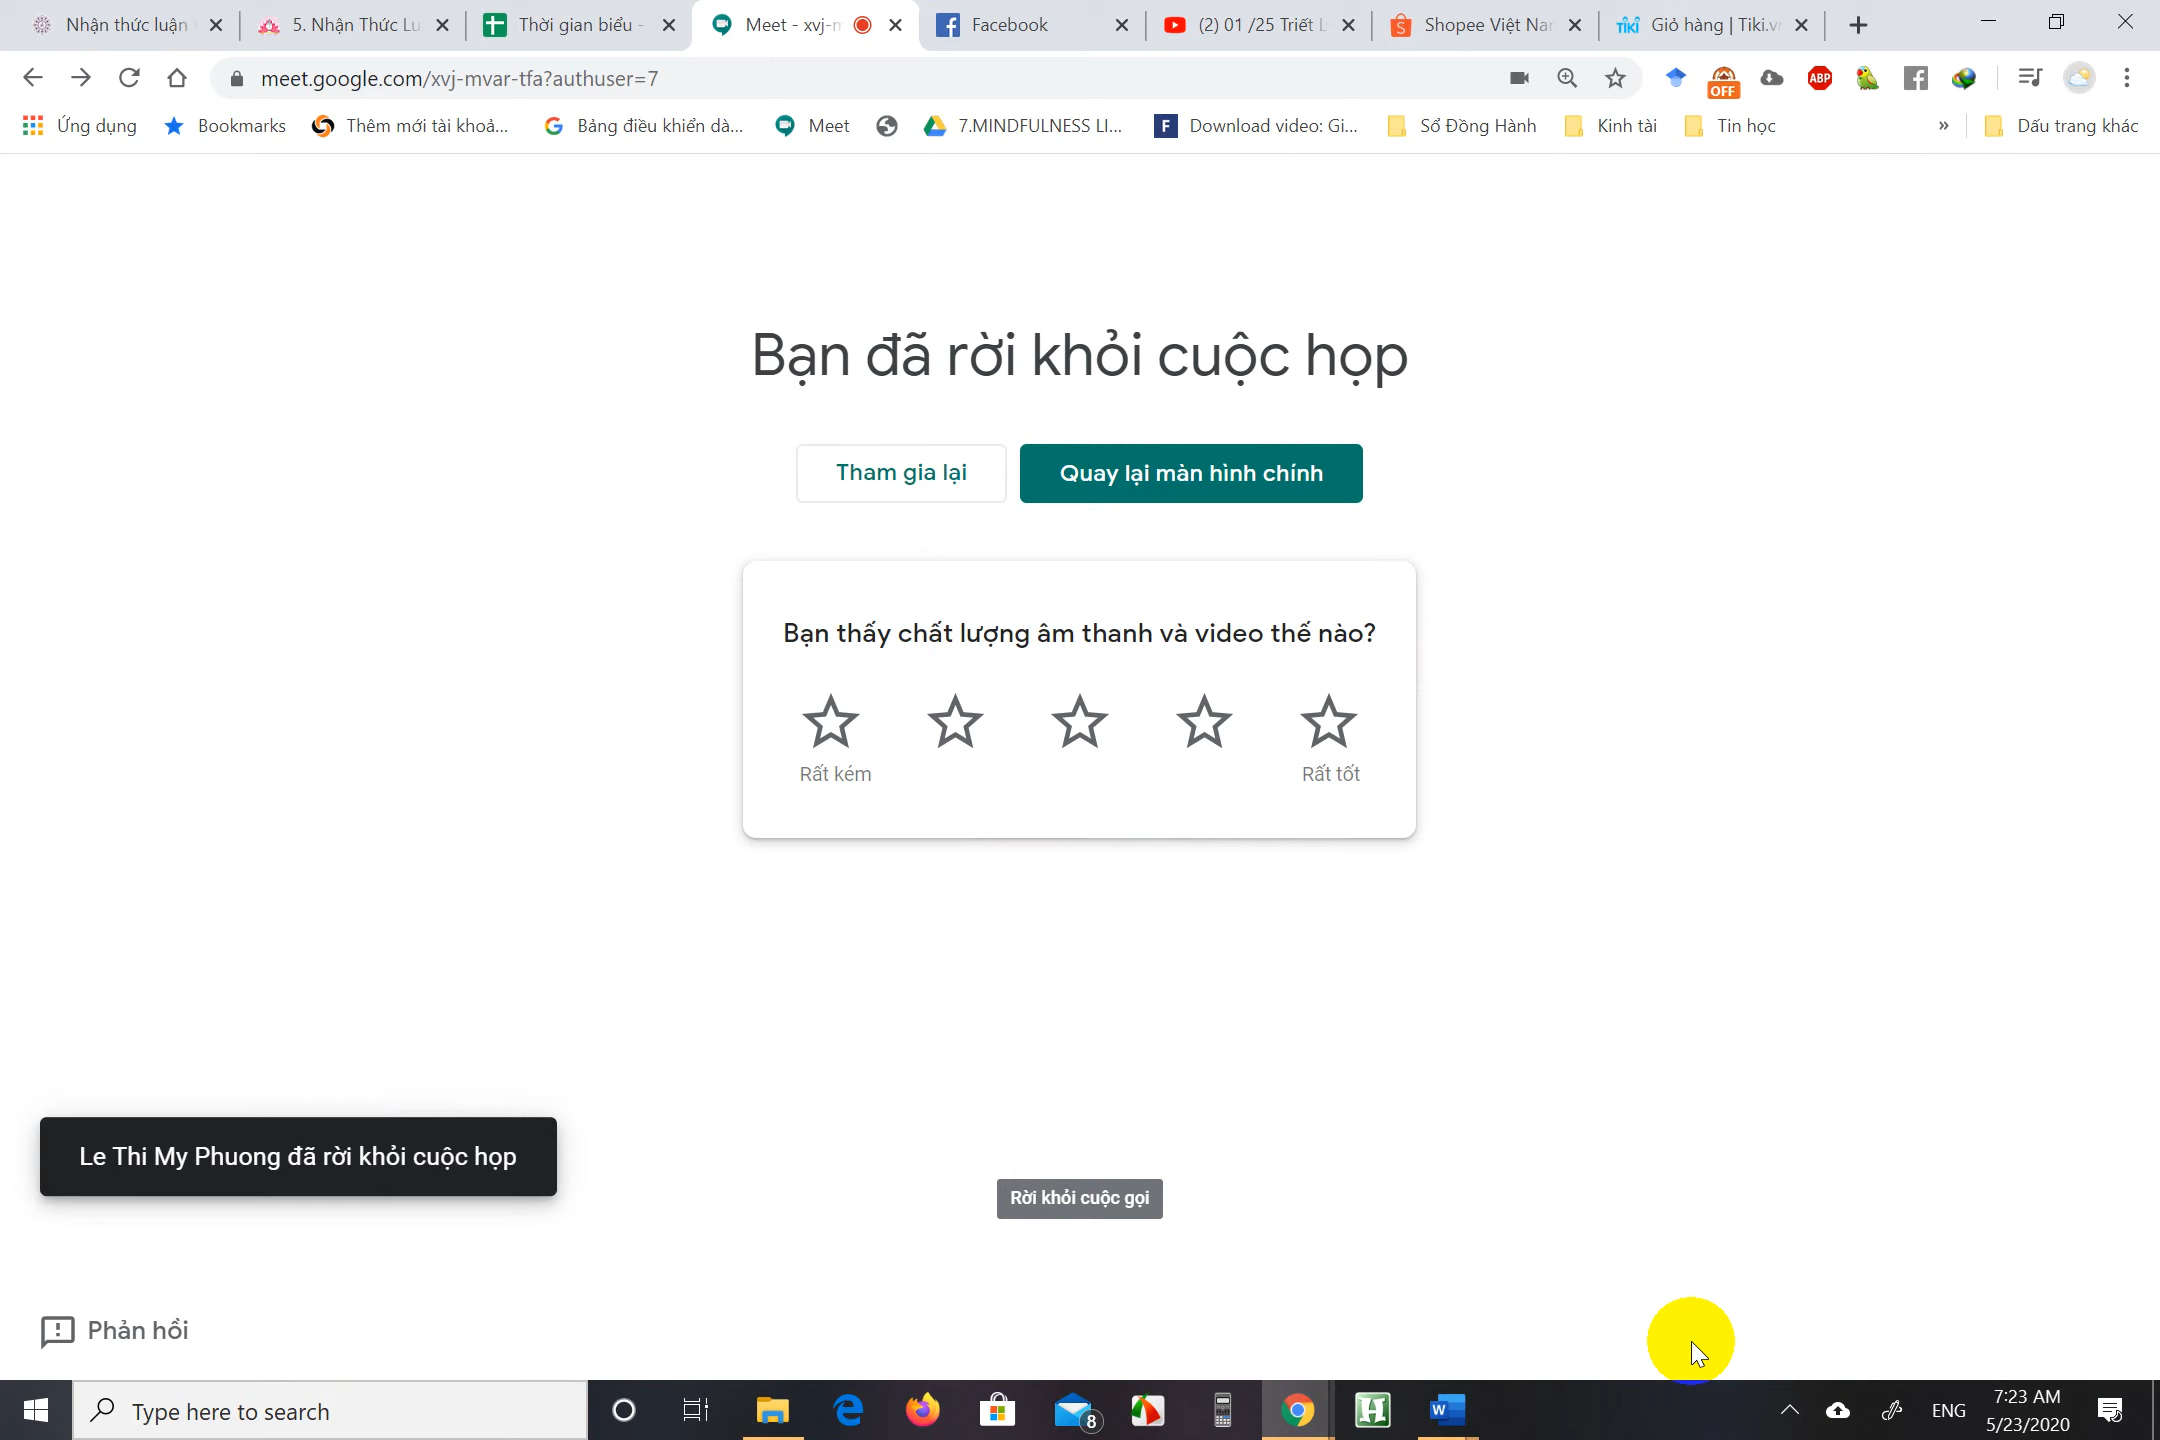 Nhận thức luận
5. Nhận Thức Lu
Thời gian biểu -
Meet - xvj-m
Facebook
(2) 01 /25 Triết L
Shopee Việt Nan
Giỏ hàng | Tiki.vn
meet.google.com/xvj-mvar-tfa?authuser=7
OFF
ABP
Ứng dụng
Bookmarks
Thêm mới tài khoả...
Bảng điều khiển dà...
Meet
7.MINDFULNESS LI...
Download video: Gi...
Sổ Đồng Hành
Kinh tài
Tin học
»
Dấu trang khác
Bạn đã rời khỏi cuộc họp
Tham gia lại
Quay lại màn hình chính
Bạn thấy chất lượng âm thanh và video thế nào?
Rất kém
Rất tốt
Le Thi My Phuong đã rời khỏi cuộc họp
Rời khỏi cuộc gọi
Phản hồi
Type here to search
8
ENG
7:23 AM
5/23/2020